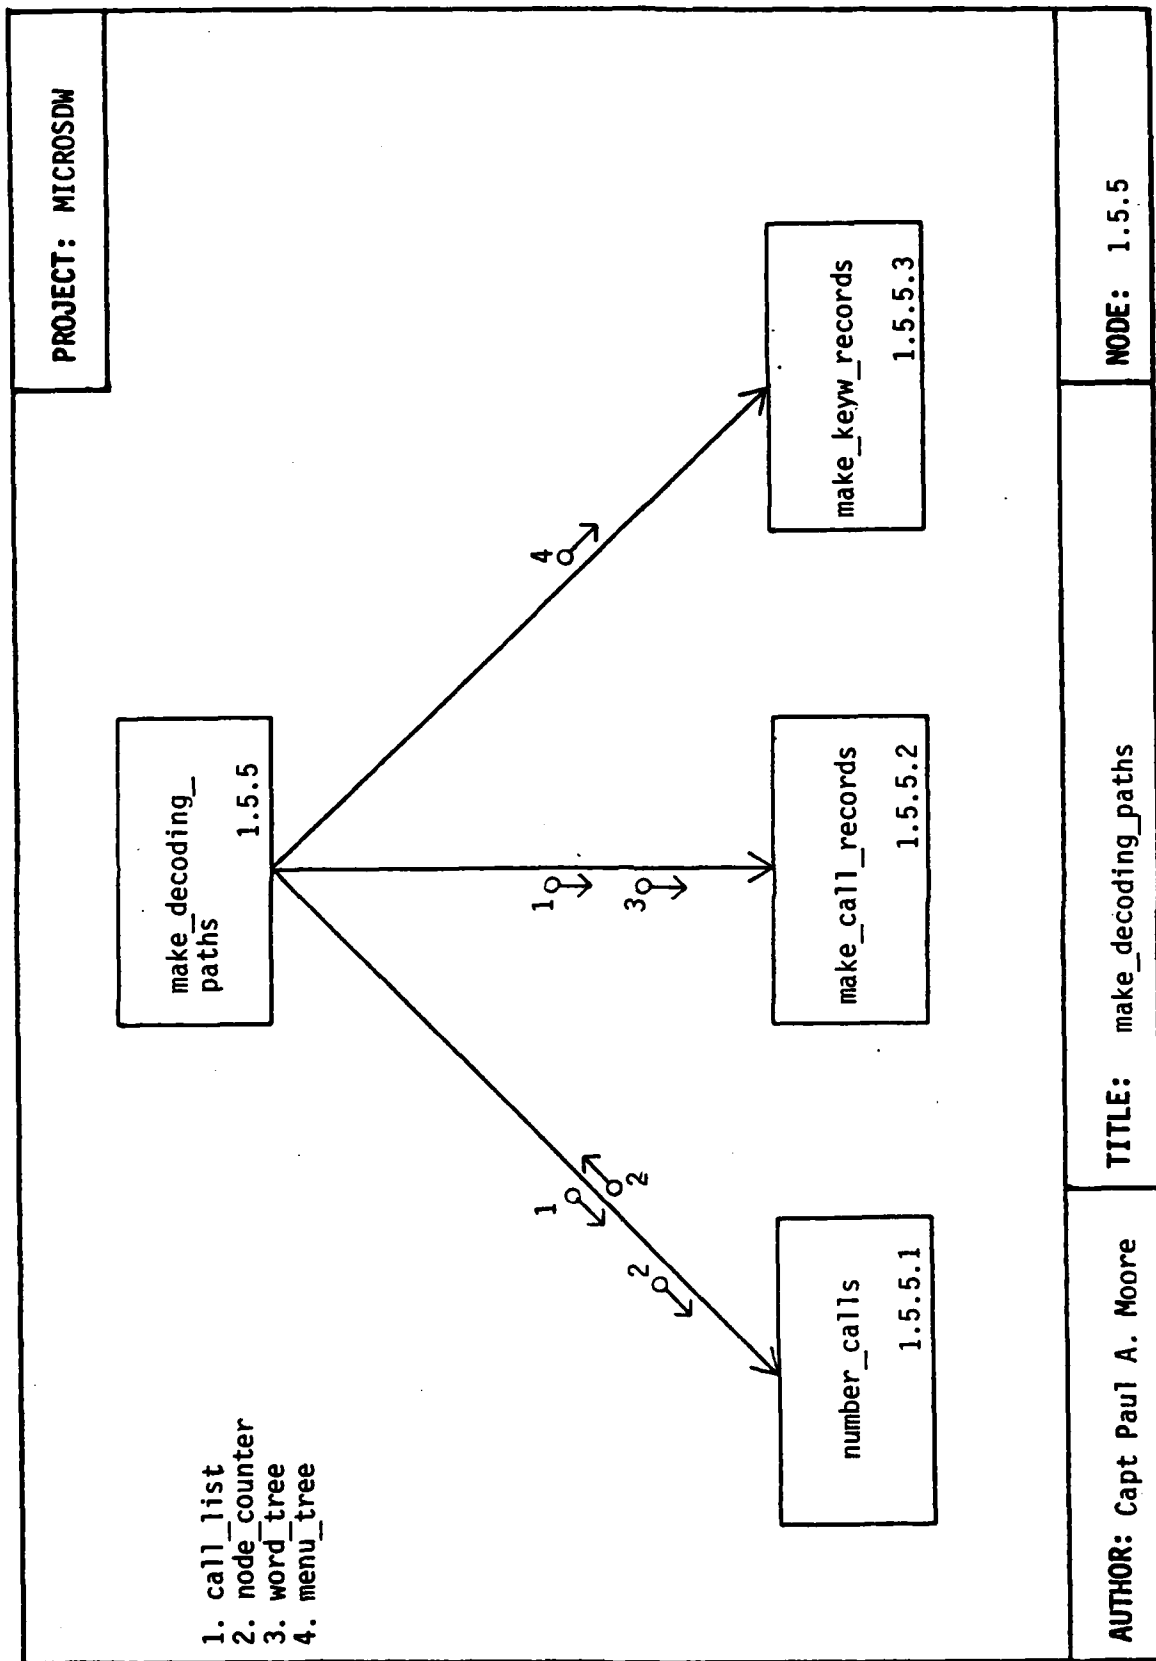 PROJECT: MICROSDW
1. call_list
2. node_counter
3. word_tree
4. menu_tree
make_decoding_
paths
1.5.5
1
2
2
1
3
4
number_calls
1.5.5.1
make_call_records
1.5.5.2
make_keyw_records
1.5.5.3
AUTHOR: Capt Paul A. Moore
TITLE: make_decoding_paths
NODE: 1.5.5